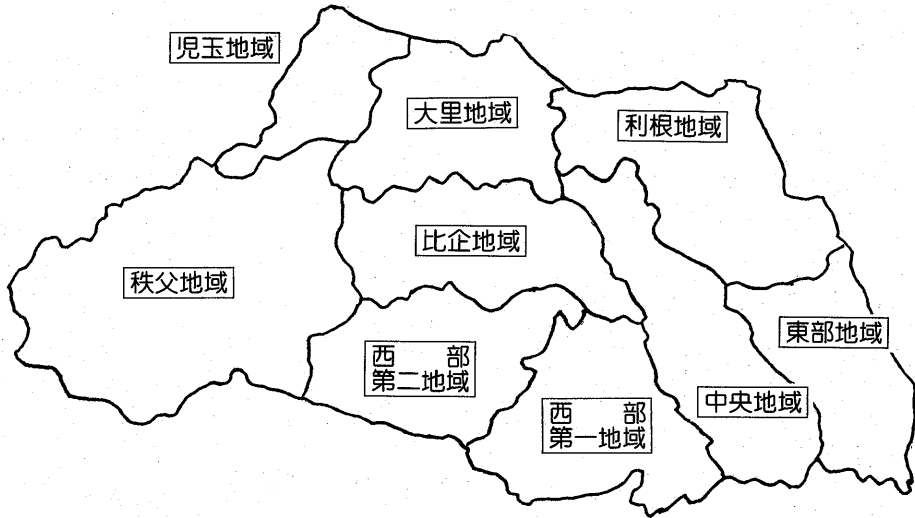 児玉地域
大里地域
利根地域
比企地域
秩父地域
東部地域
西部
第二地域
中央地域
西部
第一地域